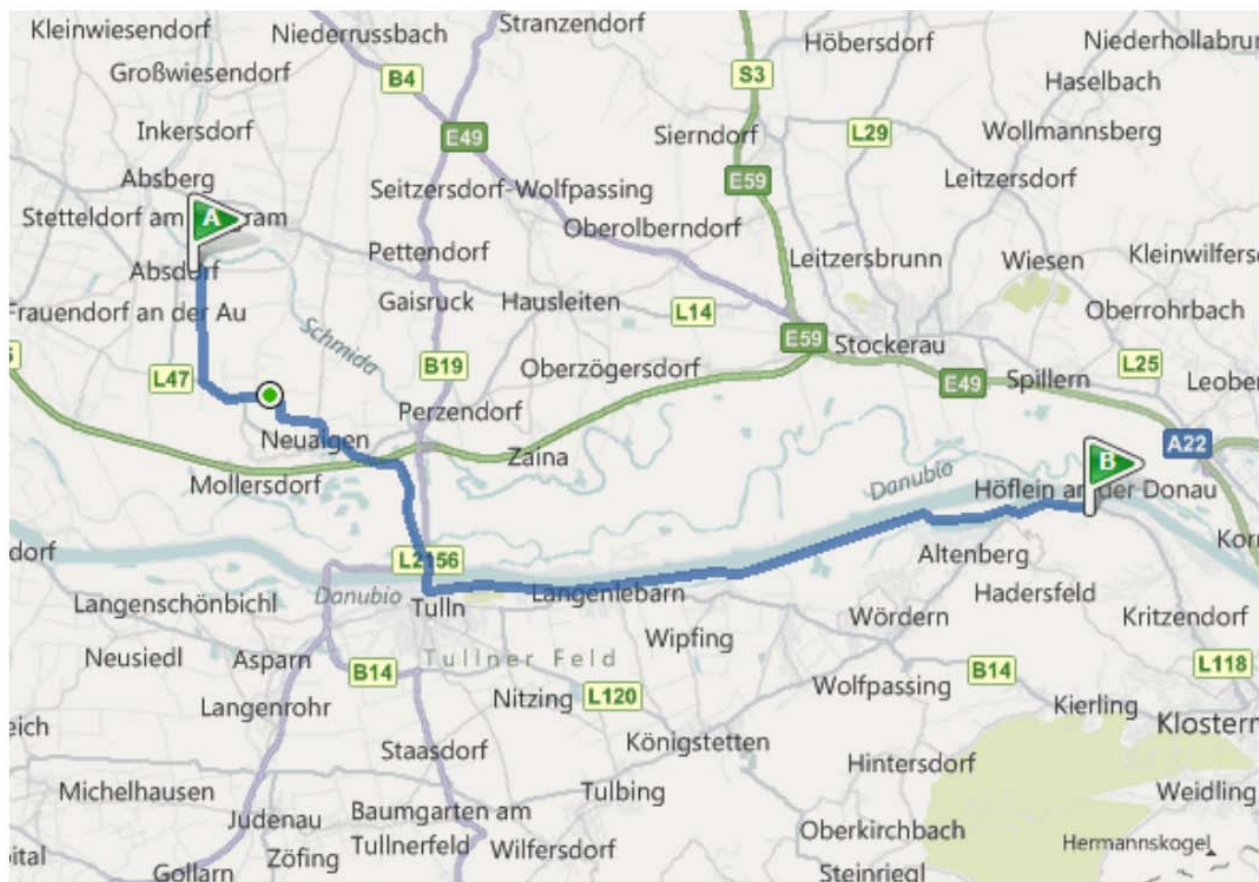 Kleinwiesendorf
Niederrussbach
Stranzendorf
Höbersdorf
Niederhollabrun
Großwiesendorf
B4
S3
Haselbach
Inkersdorf
E49
Sierndorf
L29
Wollmannsberg
Absberg
Seitzersdorf-Wolfpassing
E59
Leitzersdorf
Stetteldorf am
A
ram
Oberolberndorf
Pettendorf
Leitzersbrunn
Wiesen
Kleinwilfers
Absdorf
Frauendorf an der Au
Gaisruck
Hausleiten
L14
Oberrohrbach
Schmida
E59
Stockerau
L47
B19
Oberzögersdorf
E49
Spillern
L25
Leober
Perzendorf
Neuaigen
Zaina
A22
B
Mollersdorf
Danubio
Höflein an der Donau
dorf
L2156
Altenberg
Korn
Langenschönbichl
Danubio
Tulln
Langenlebarn
Wördern
Hadersfeld
Kritzendorf
Neusiedl
Asparn
Tullner Feld
Wipfing
B14
Nitzing
L120
Wolfpassing
B14
L118
Langenrohr
Kierling
Klostern
eich
Staasdorf
Königstetten
Hintersdorf
Michelhausen
Tulbing
Weidling
Judenau
Baumgarten am
Tullnerfeld
Oberkirchbach
Hermannskogel
ital
Zöfing
Wilfersdorf
Gollarn
Steinriegl